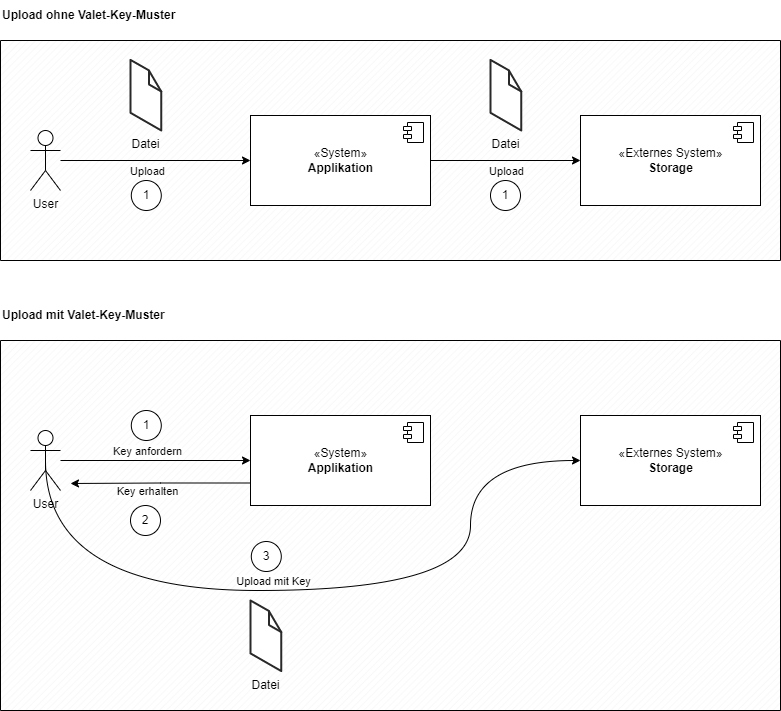 Upload ohne Valet-Key-Muster
Datei
Datei
«System»
Applikation
«Externes System»
Storage
Upload
Upload
1
1
User
Upload mit Valet-Key-Muster
1
Key anfordern
«System»
Applikation
«Externes System»
Storage
Key erhalten
User
2
3
Upload mit Key
Datei